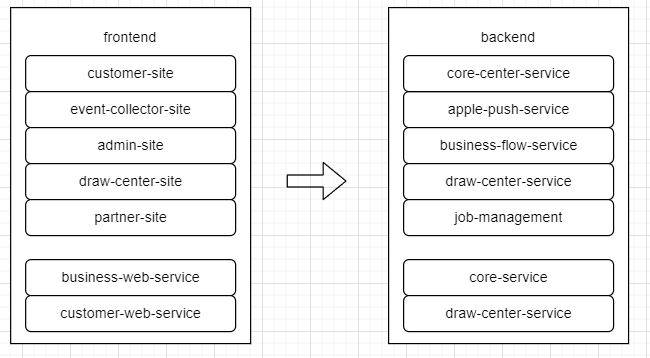 frontend
customer-site
event-collector-site
admin-site
draw-center-site
partner-site
business-web-service
customer-web-service
backend
core-center-service
apple-push-service
business-flow-service
draw-center-service
job-management
core-service
draw-center-service